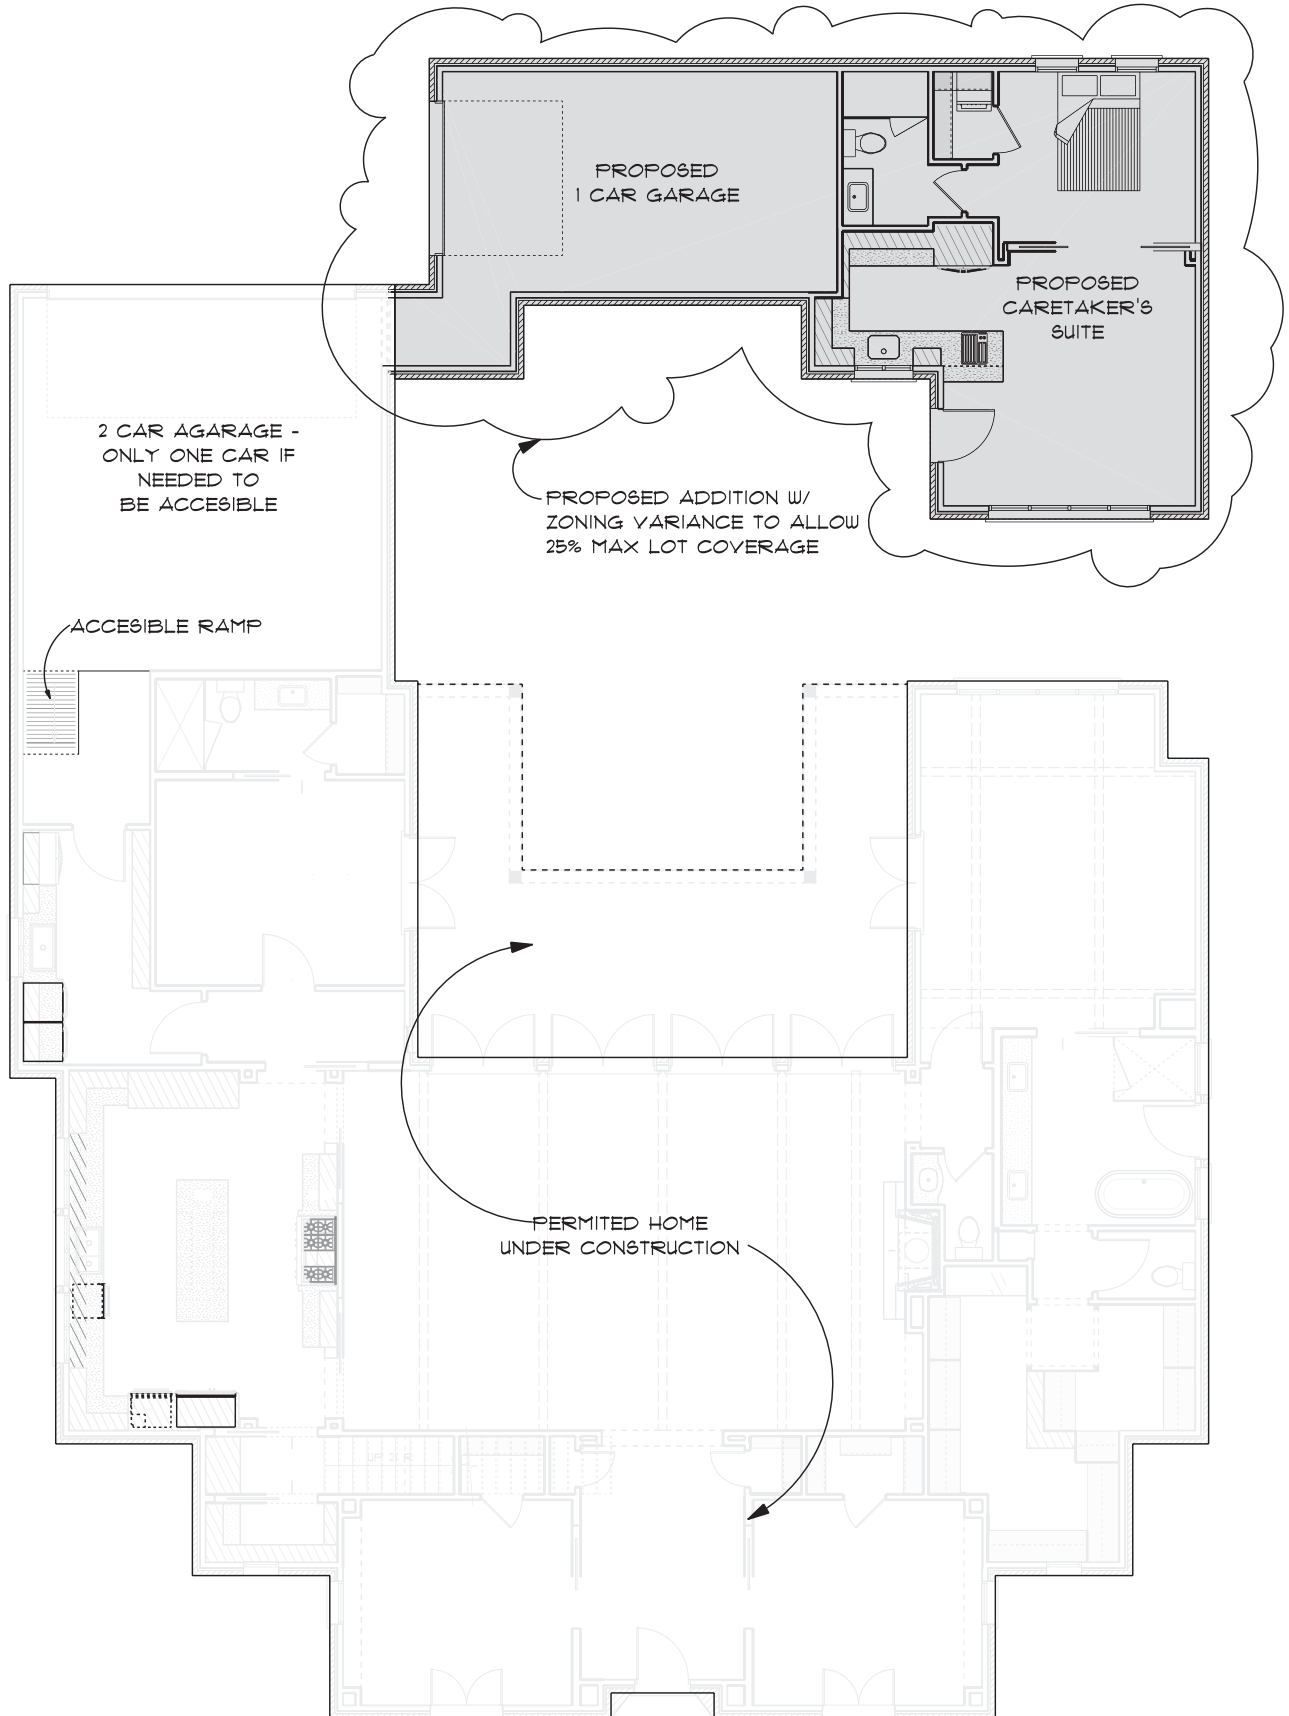 PROPOSED
1 CAR GARAGE
PROPOSED
CARETAKER'S
SUITE
2 CAR AGARAGE -
ONLY ONE CAR IF
NEEDED TO
BE ACCESIBLE
PROPOSED ADDITION W/
ZONING VARIANCE TO ALLOW
25% MAX LOT COVERAGE
ACCESIBLE RAMP
PERMITED HOME
UNDER CONSTRUCTION